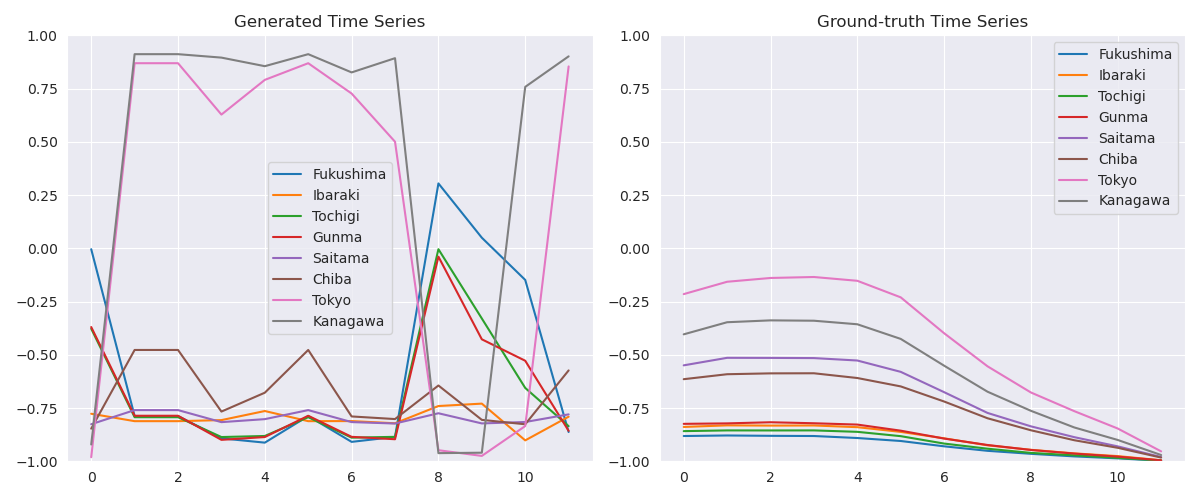 Generated Time Series
1.00
0.75
0.50
0.25
0.00
−0.25
−0.50
−0.75
−1.00
0
2
4
6
8
10
Fukushima
Ibaraki
Tochigi
Gunma
Saitama
Chiba
Tokyo
Kanagawa
Ground-truth Time Series
1.00
0.75
0.50
0.25
0.00
−0.25
−0.50
−0.75
−1.00
0
2
4
6
8
10
Fukushima
Ibaraki
Tochigi
Gunma
Saitama
Chiba
Tokyo
Kanagawa